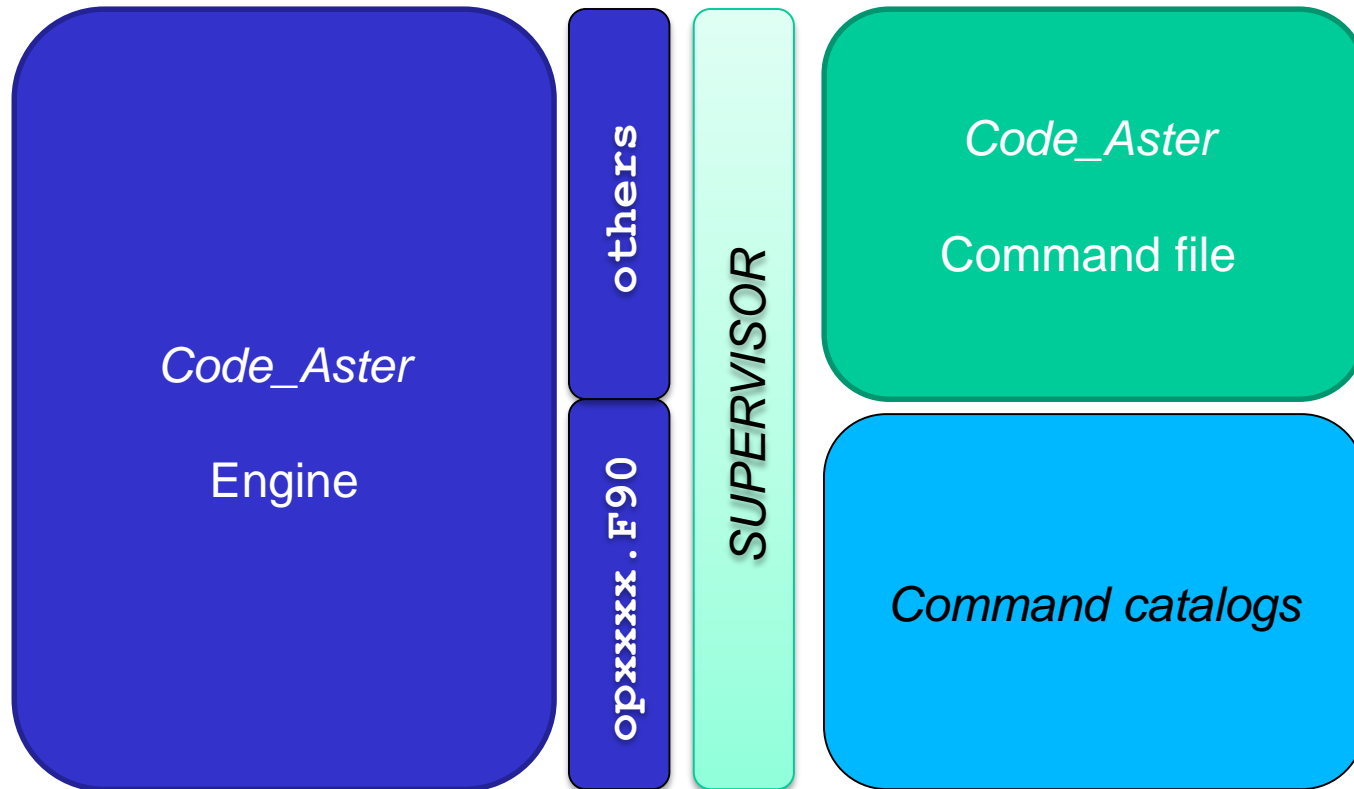 Code_Aster
Engine
others
opxxxx.F90
SUPERVISOR
Code_Aster
Command file
Command catalogs